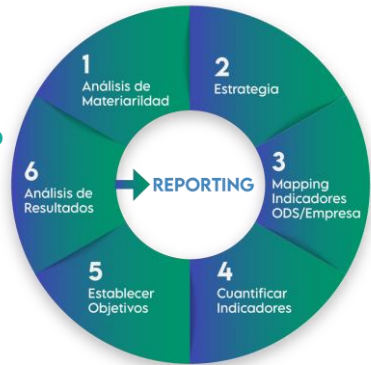 1
Análisis de
Materiarildad
2
Estrategia
3
Mapping
Indicadores
ODS/Empresa
4
Cuantificar
Indicadores
5
Establecer
Objetivos
6
Análisis de
Resultados
REPORTING